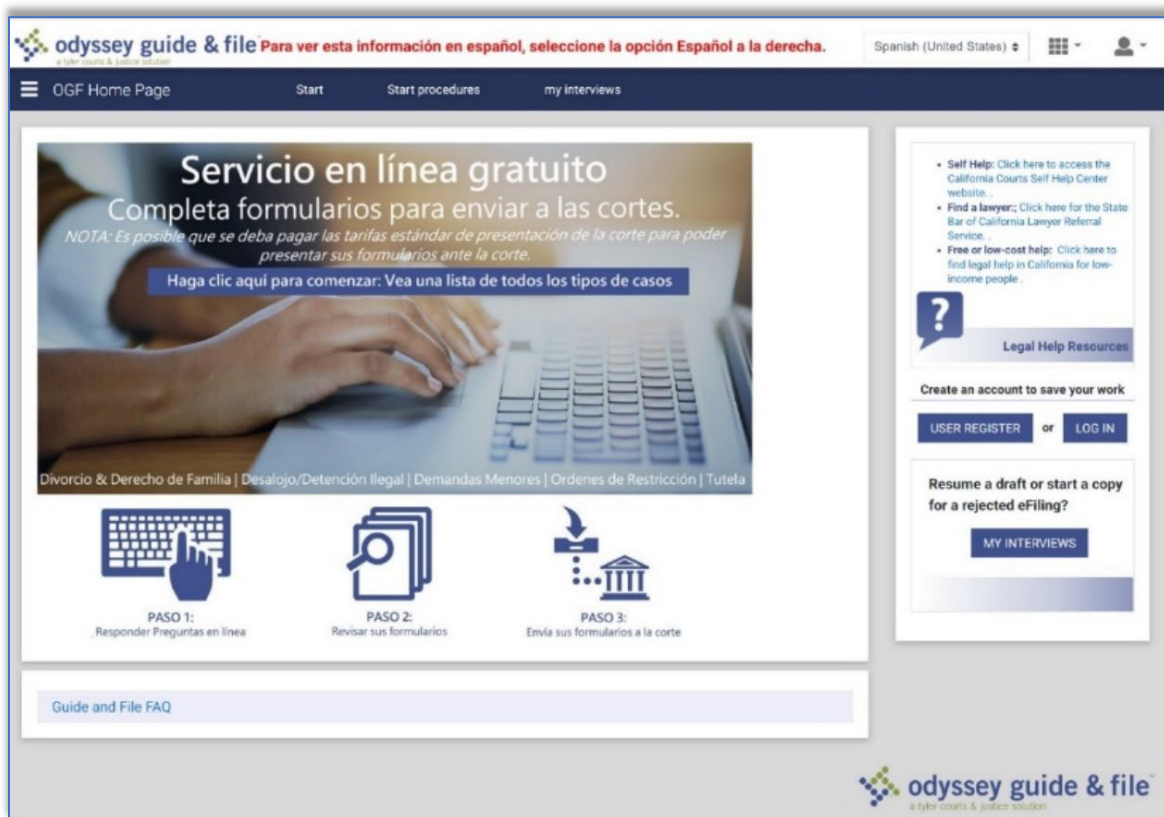 odyssey guide & file
a tyler courts & justice solution
Para ver esta información en español, seleccione la opción Español a la derecha.
Spanish (United States)
OGF Home Page
Start
Start procedures
my interviews
Servicio en línea gratuito
Completa formularios para enviar a las cortes.
NOTA: Es posible que se deba pagar las tarifas estándar de presentación de la corte para poder
presentar sus formularios ante la corte.
Haga clic aquí para comenzar: Vea una lista de todos los tipos de casos
Divorcio & Derecho de Familia | Desalojo/Detención Ilegal | Demandas Menores | Ordenes de Restricción | Tutela
PASO 1:
Responder Preguntas en línea
PASO 2:
Revisar sus formularios
PASO 3:
Envía sus formularios a la corte
Guide and File FAQ
• Self Help: Click here to access the
California Courts Self Help Center
website. .
• Find a lawyer:; Click here for the State
Bar of California Lawyer Referral
Service. .
• Free or low-cost help: Click here to
find legal help in California for low-
income people .
?
Legal Help Resources
Create an account to save your work
USER REGISTER or LOG IN
Resume a draft or start a copy
for a rejected eFiling?
MY INTERVIEWS
odyssey guide & file
a tyler courts & justice solution